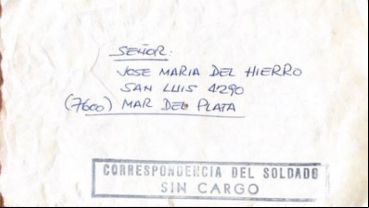 SEÑOR:
JOSE MARIA DEL HIERRO
SAN LUIS 4290
(7600) MAR DEL PLATA
CORRESPONDENCIA DEL SOLDADO
SIN CARGO